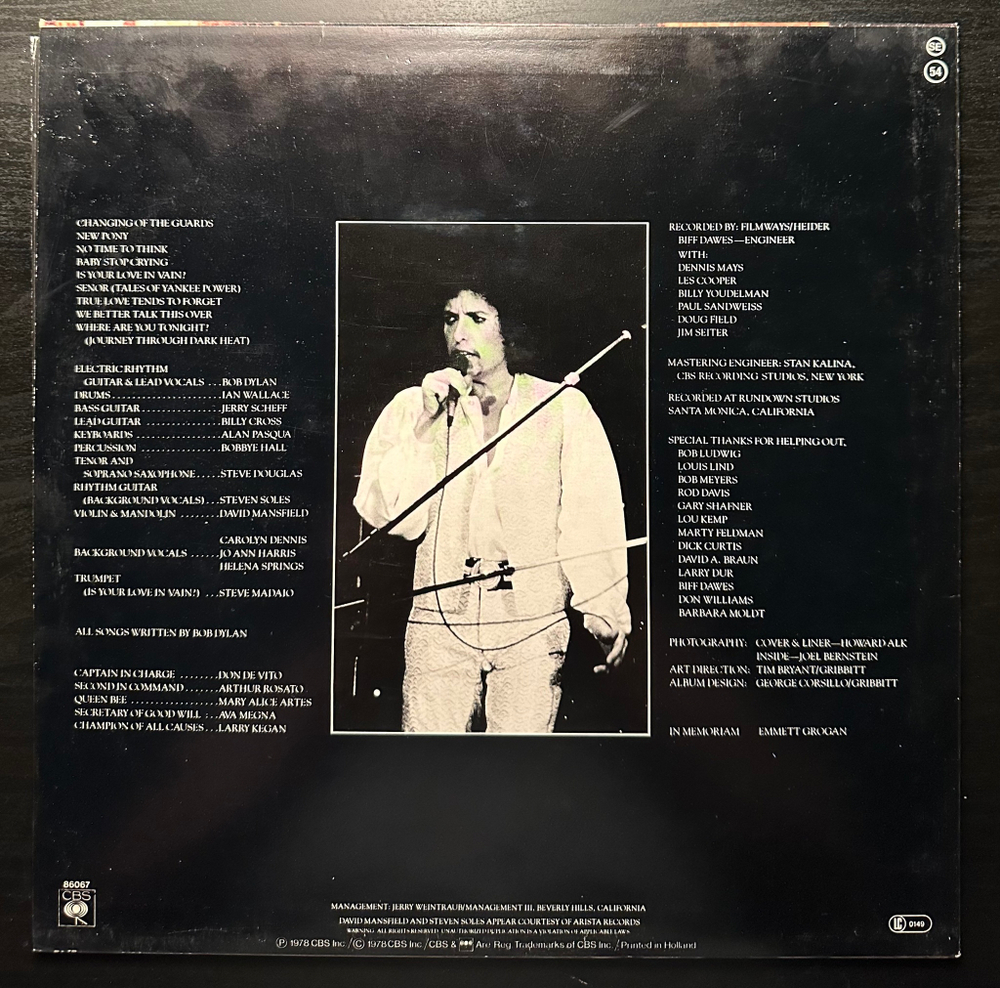 SE
54
CHANGING OF THE GUARDS
NEW PONY
NO TIME TO THINK
BABY STOP CRYING
IS YOUR LOVE IN VAIN?
SENOR (TALES OF YANKEE POWER)
TRUE LOVE TENDS TO FORGET
WE BETTER TALK THIS OVER
WHERE ARE YOU TONIGHT?
(JOURNEY THROUGH DARK HEAT)
ELECTRIC RHYTHM
GUITAR & LEAD VOCALS ...BOB DYLAN
DRUMS....................IAN WALLACE
BASS GUITAR..............JERRY SCHEFF
LEAD GUITAR..............BILLY CROSS
KEYBOARDS ...............ALAN PASQUA
PERCUSSION ..............BOBBYE HALL
TENOR AND
SOPRANO SAXOPHONE.....STEVE DOUGLAS
RHYTHM GUITAR
(BACKGROUND VOCALS)...STEVEN SOLES
VIOLIN & MANDOLIN ........DAVID MANSFIELD
CAROLYN DENNIS
BACKGROUND VOCALS ......JO ANN HARRIS
HELENA SPRINGS
TRUMPET
(IS YOUR LOVE IN VAIN?) ...STEVE MADAIO
ALL SONGS WRITTEN BY BOB DYLAN
CAPTAIN IN CHARGE ........DON DE VITO
SECOND IN COMMAND.......ARTHUR ROSATO
QUEEN BEE ................MARY ALICE ARTES
SECRETARY OF GOOD WILL ...AVA MEGNA
CHAMPION OF ALL CAUSES...LARRY KEGAN
RECORDED BY: FILMWAYS/HEIDER
BIFF DAWES—ENGINEER
WITH:
DENNIS MAYS
LES COOPER
BILLY YOUDELMAN
PAUL SANDWEISS
DOUG FIELD
JIM SEITER
MASTERING ENGINEER: STAN KALINA,
CBS RECORDING STUDIOS, NEW YORK
RECORDED AT RUNDOWN STUDIOS
SANTA MONICA, CALIFORNIA
SPECIAL THANKS FOR HELPING OUT,
BOB LUDWIG
LOUIS LIND
BOB MEYERS
ROD DAVIS
GARY SHAFNER
LOU KEMP
MARTY FELDMAN
DICK CURTIS
DAVID A. BRAUN
LARRY DUR
BIFF DAWES
DON WILLIAMS
BARBARA MOLDT
PHOTOGRAPHY: COVER & LINER—HOWARD ALK
INSIDE—JOEL BERNSTEIN
ART DIRECTION: TIM BRYANT/GRIBBITT
ALBUM DESIGN: GEORGE CORSILLO/GRIBBITT
IN MEMORIAM EMMETT GROGAN
86067
CBS
MANAGEMENT: JERRY WEINTRAUB/MANAGEMENT III, BEVERLY HILLS, CALIFORNIA
DAVID MANSFIELD AND STEVEN SOLES APPEAR COURTESY OF ARISTA RECORDS
WARNING: ALL RIGHTS RESERVED. UNAUTHORIZED DUPLICATION IS A VIOLATION OF APPLICABLE LAWS.
Ⓟ 1978 CBS Inc./Ⓒ 1978 CBS Inc./CBS & Are Reg. Trademarks of CBS Inc./Printed in Holland
LC 0149